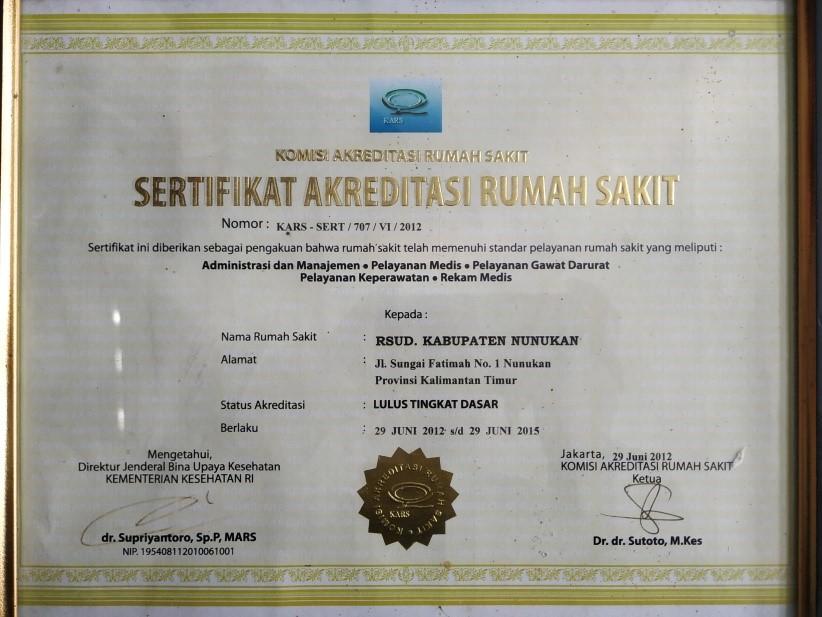 KARS
KOMISI AKREDITASI RUMAH SAKIT
SERTIFIKAT AKREDITASI RUMAH SAKIT
Nomor : KARS - SERT / 707 / VI / 2012
Sertifikat ini diberikan sebagai pengakuan bahwa rumah sakit telah memenuhi standar pelayanan rumah sakit yang meliputi :
Administrasi dan Manajemen • Pelayanan Medis • Pelayanan Gawat Darurat
Pelayanan Keperawatan • Rekam Medis
Kepada :
Nama Rumah Sakit : RSUD. KABUPATEN NUNUKAN
Alamat : Jl. Sungai Fatimah No. 1 Nunukan
Provinsi Kalimantan Timur
Status Akreditasi : LULUS TINGKAT DASAR
Berlaku : 29 JUNI 2012 s/d 29 JUNI 2015
Mengetahui,
Direktur Jenderal Bina Upaya Kesehatan
KEMENTERIAN KESEHATAN RI
dr. Supriyantoro, Sp.P, MARS
NIP. 195408112010061001
KOMISI AKREDITASI RUMAH SAKIT
KARS
Jakarta, 29 Juni 2012
KOMISI AKREDITASI RUMAH SAKIT
Ketua
Dr. dr. Sutoto, M.Kes